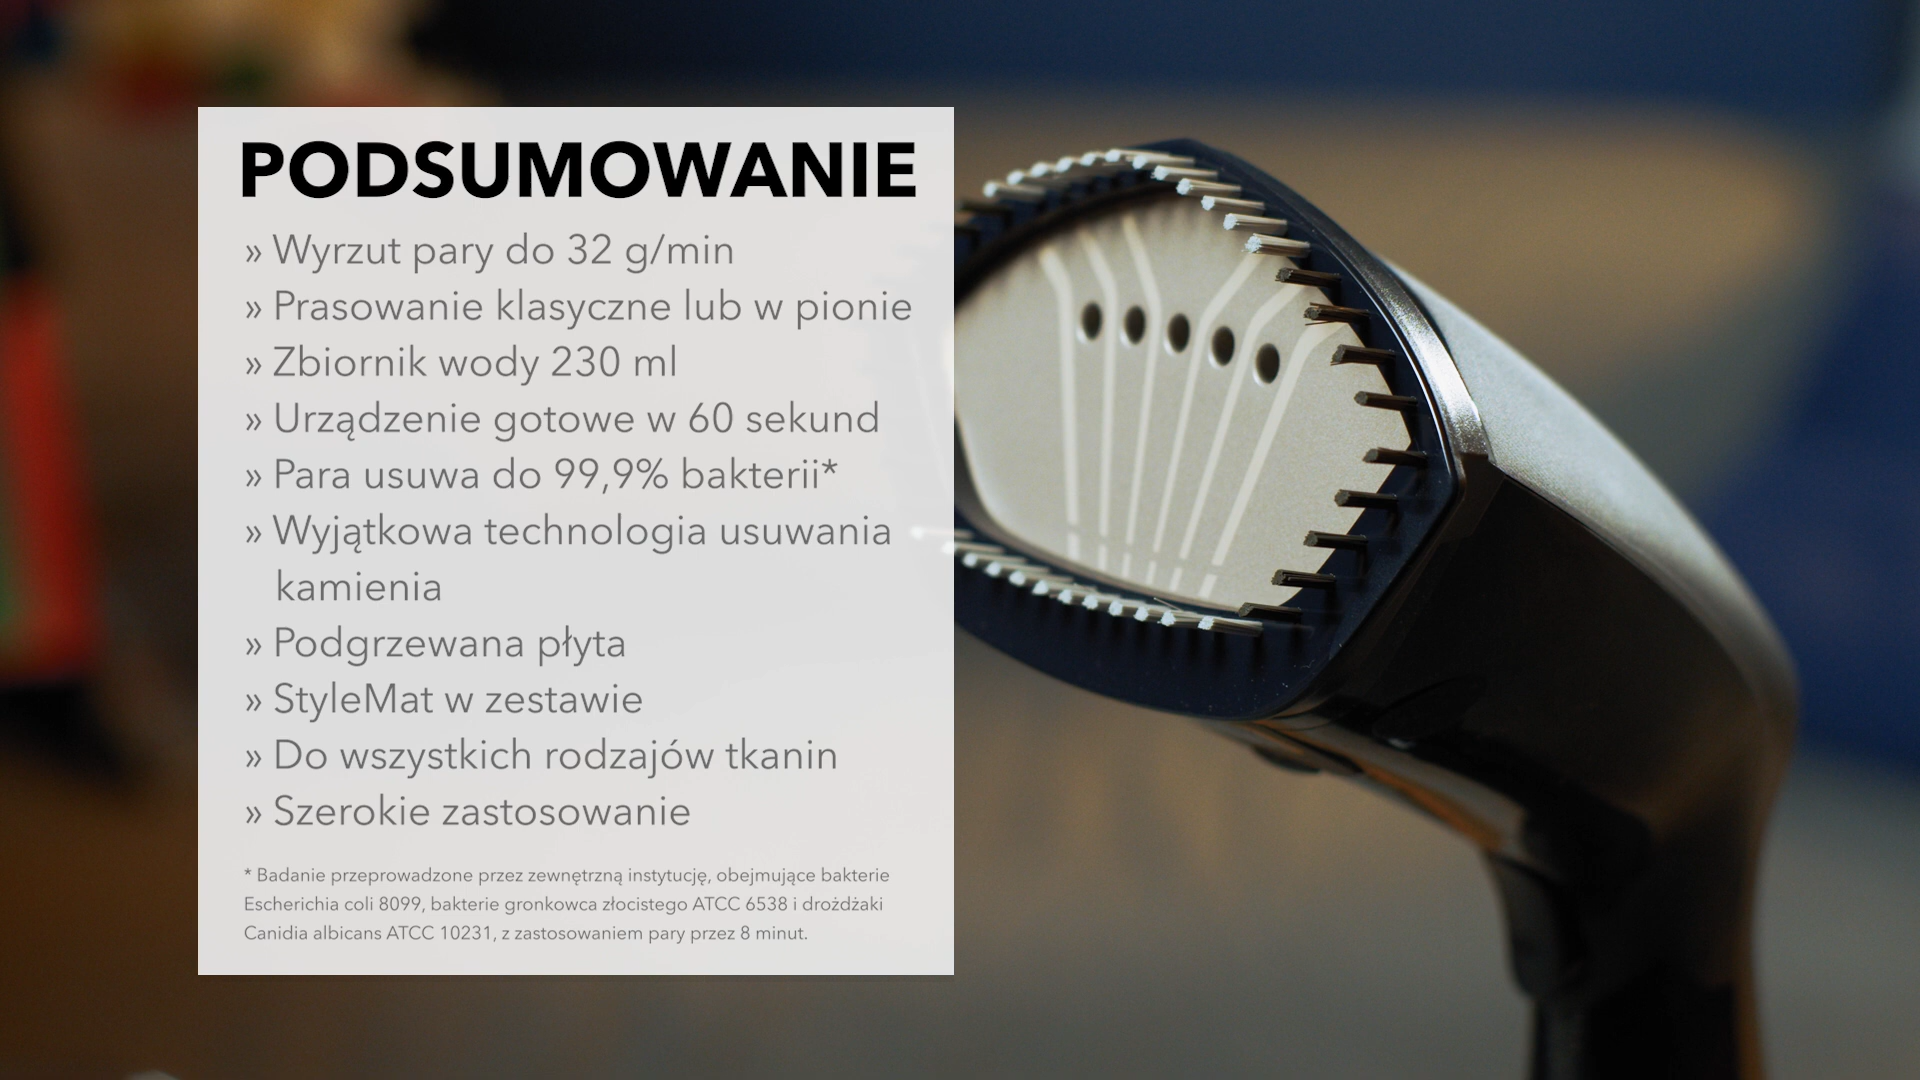 PODSUMOWANIE
» Wyrzut pary do 32 g/min
» Prasowanie klasyczne lub w pionie
» Zbiornik wody 230 ml
» Urządzenie gotowe w 60 sekund
» Para usuwa do 99,9% bakterii*
» Wyjątkowa technologia usuwania
kamienia
» Podgrzewana płyta
» StyleMat w zestawie
» Do wszystkich rodzajów tkanin
» Szerokie zastosowanie
* Badanie przeprowadzone przez zewnętrzną instytucję, obejmujące bakterie
Escherichia coli 8099, bakterie gronkowca złocistego ATCC 6538 i drożdżaki
Canidia albicans ATCC 10231, z zastosowaniem pary przez 8 minut.